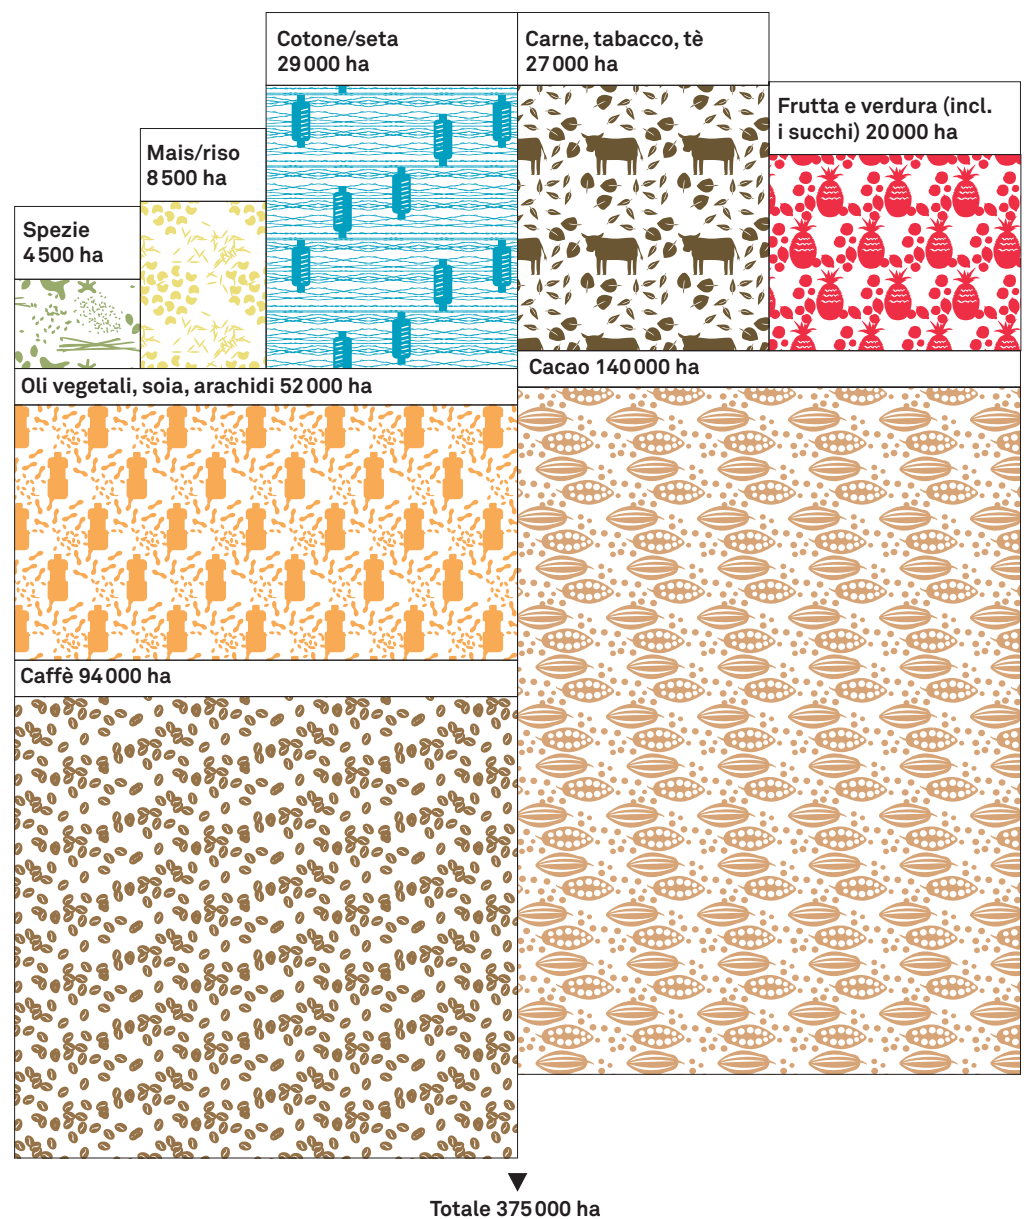 Cotone/seta
29 000 ha
Carne, tabacco, tè
27 000 ha
Frutta e verdura (incl.
i succhi) 20 000 ha
Mais/riso
8 500 ha
Spezie
4 500 ha
Oli vegetali, soia, arachidi 52 000 ha
Cacao 140 000 ha
Caffè 94 000 ha
Totale 375 000 ha